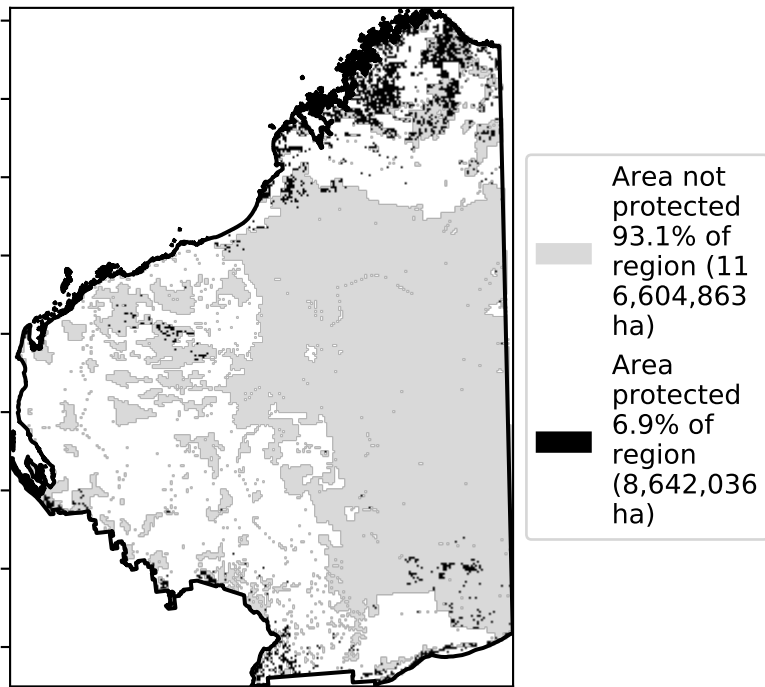 Area not
protected
93.1% of
region (11
6,604,863
ha)
Area
protected
6.9% of
region
(8,642,036
ha)